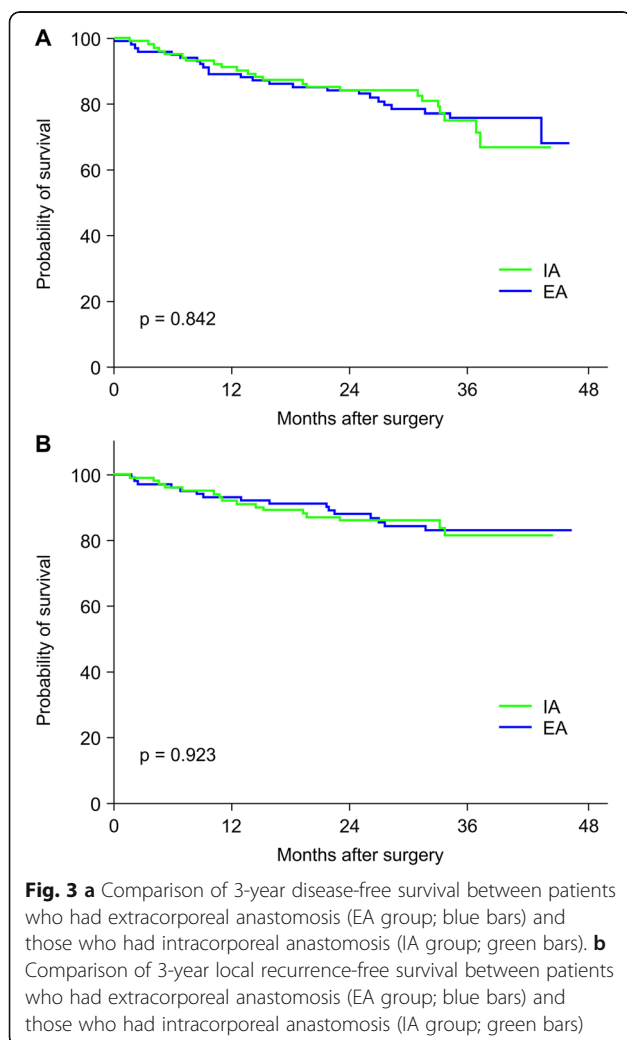 A
100
80
60
40
20
0
Probability of survival
IA
EA
p = 0.842
0 12 24 36 48
Months after surgery
B
100
80
60
40
20
0
Probability of survival
IA
EA
p = 0.923
0 12 24 36 48
Months after surgery
Fig. 3 a Comparison of 3-year disease-free survival between patients
who had extracorporeal anastomosis (EA group; blue bars) and
those who had intracorporeal anastomosis (IA group; green bars). b
Comparison of 3-year local recurrence-free survival between patients
who had extracorporeal anastomosis (EA group; blue bars) and
those who had intracorporeal anastomosis (IA group; green bars)